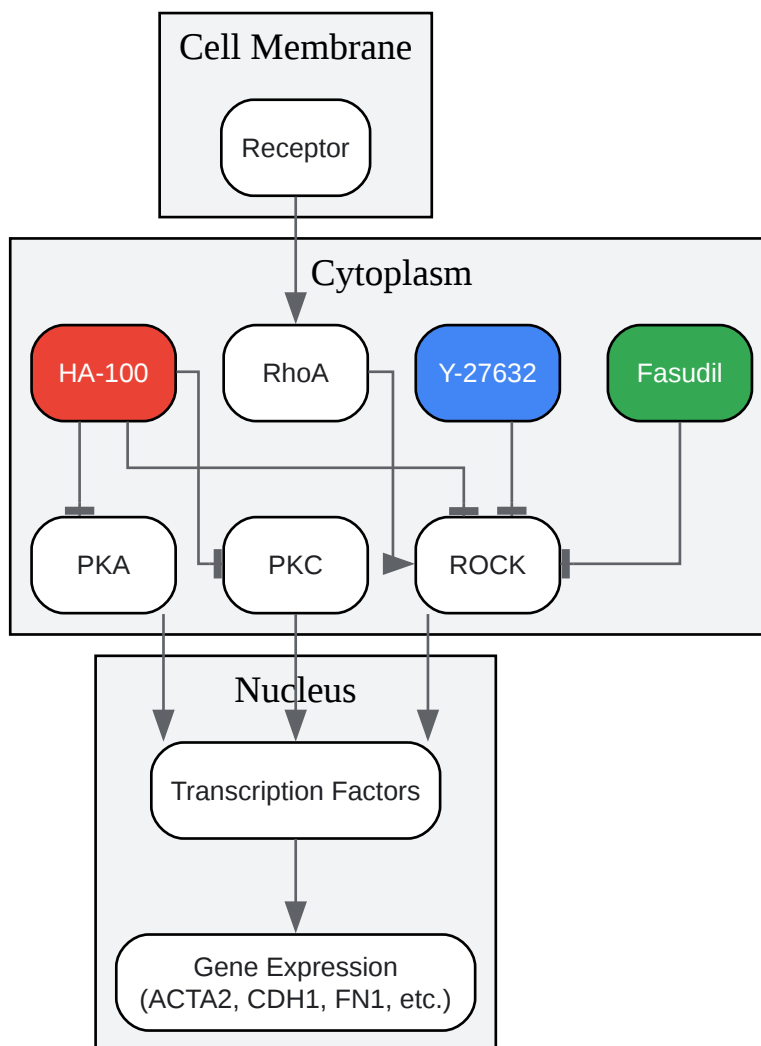 Cell Membrane
Receptor
Cytoplasm
HA-100
RhoA
Y-27632
Fasudil
PKA
PKC
ROCK
Nucleus
Transcription Factors
Gene Expression
(ACTA2, CDH1, FN1, etc.)